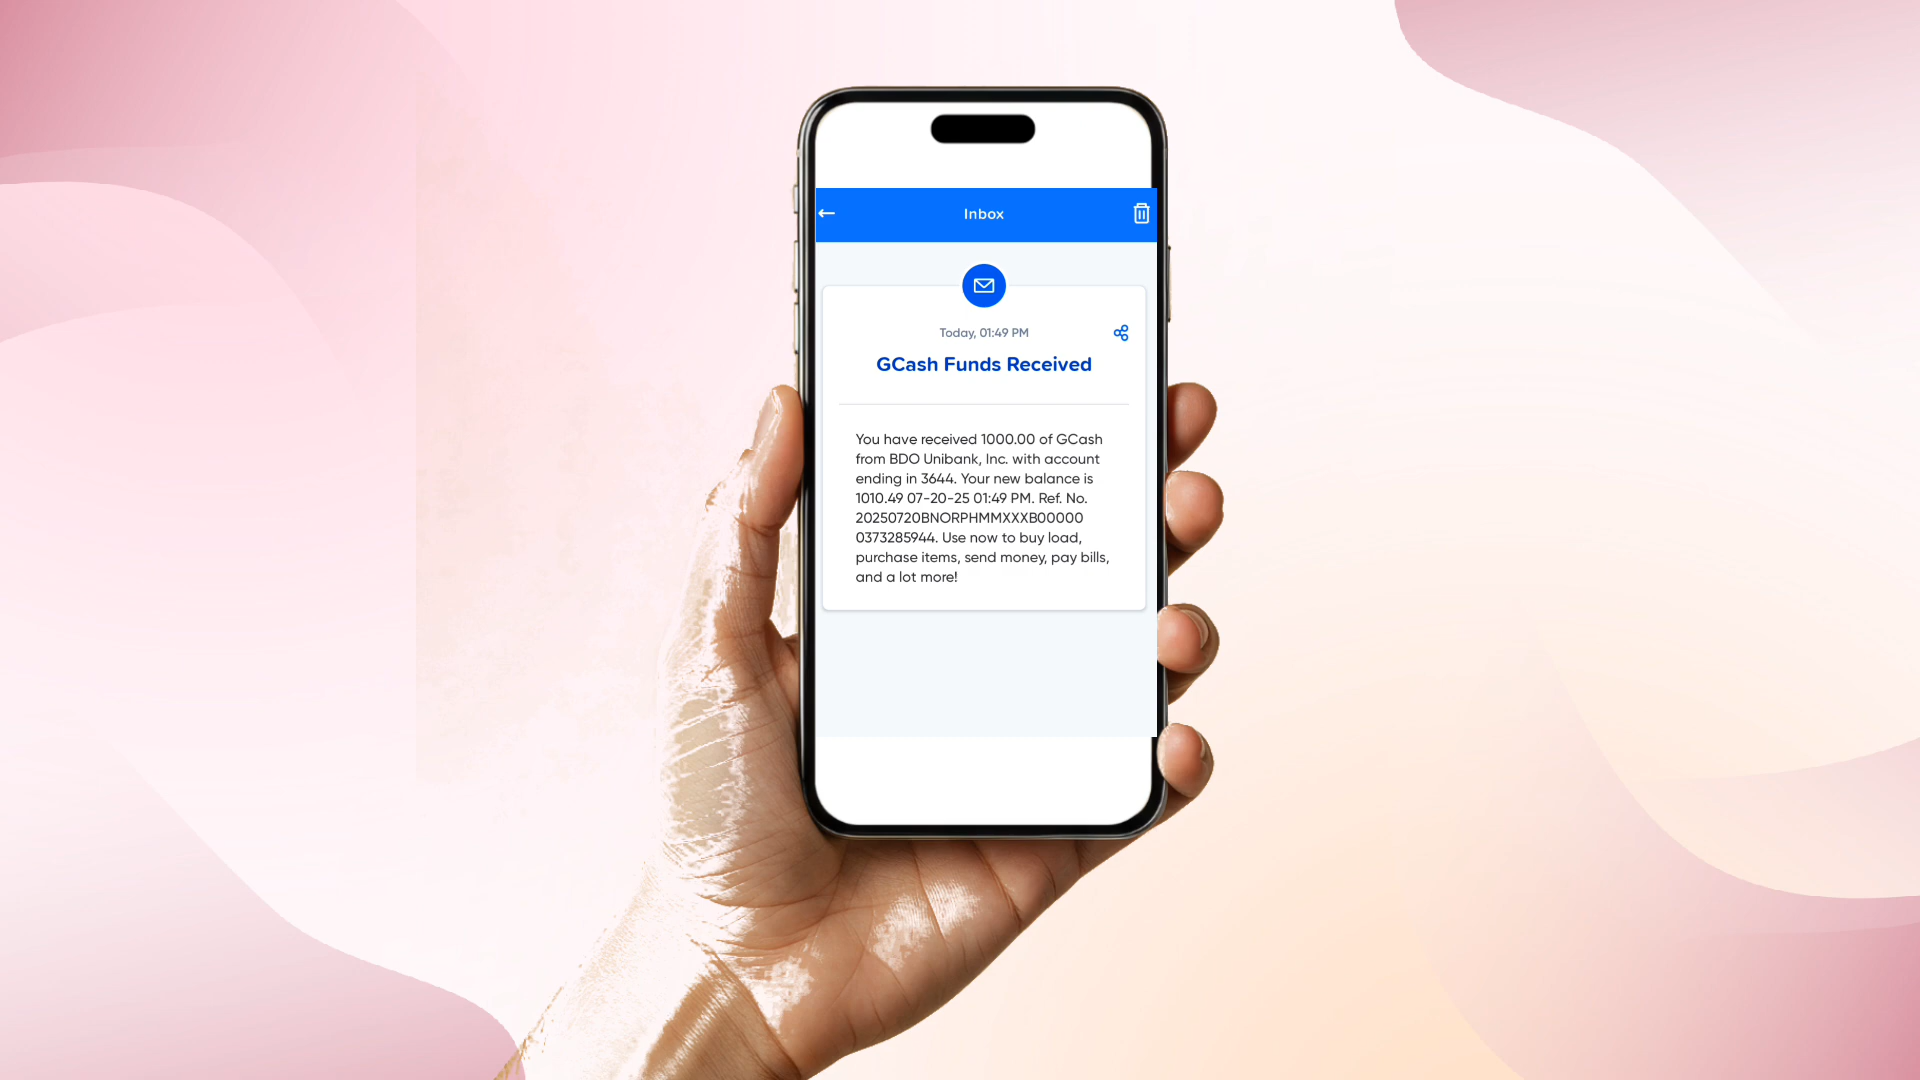 Inbox
Today, 01:49 PM
GCash Funds Received
You have received 1000.00 of GCash
from BDO Unibank, Inc. with account
ending in 3644. Your new balance is
1010.49 07-20-25 01:49 PM. Ref. No.
20250720BNORPHMMXXXB00000
0373285944. Use now to buy load,
purchase items, send money, pay bills,
and a lot more!